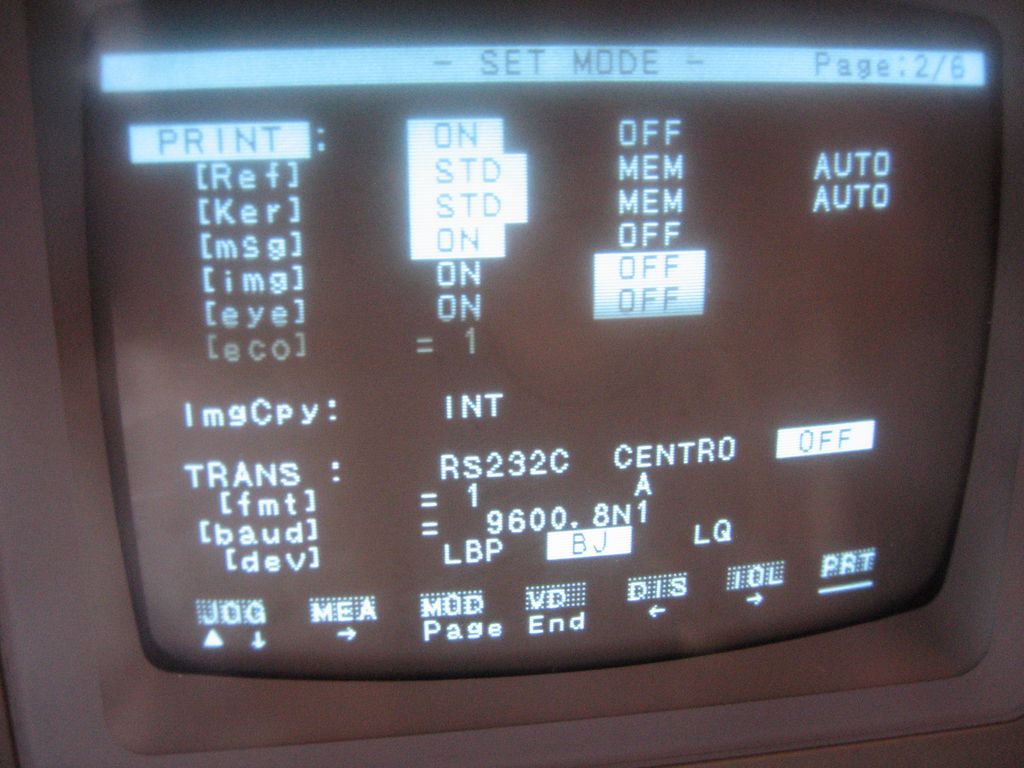 - SET MODE - Page:2/6
PRINT : ON OFF
[Ref] STD MEM AUTO
[Ker] STD MEM AUTO
[msg] ON OFF
[img] ON OFF
[eye] ON OFF
[eco] = 1
ImgCpy: INT
TRANS : RS232C CENTRO OFF
[fmt] = 1 A
[baud] = 9600.8N1
[dev] LBP BJ LQ
JOG MEA MOD VD DIS IOL PRT
▲ ↓ → Page End ← →